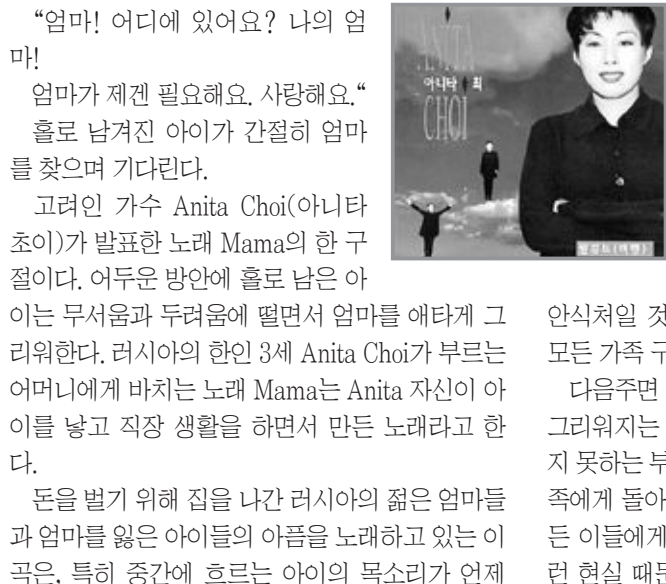 “엄마! 어디에 있어요? 나의 엄
마!
엄마가 제겐 필요해요. 사랑해요.“
홀로 남겨진 아이가 간절히 엄마
를 찾으며 기다린다.
고려인 가수 Anita Choi(아니타
초이)가 발표한 노래 Mama의 한 구
절이다. 어두운 방안에 홀로 남은 아
이는 무서움과 두려움에 떨면서 엄마를 애타게 그
리워한다. 러시아의 한인 3세 Anita Choi가 부르는
어머니에게 바치는 노래 Mama는 Anita 자신이 아
이를 낳고 직장 생활을 하면서 만든 노래라고 한
다.
돈을 벌기 위해 집을 나간 러시아의 젊은 엄마들
과 엄마를 잃은 아이들의 아픔을 노래하고 있는 이
곡은, 특히 중간에 흐르는 아이의 목소리가 언제
ANITA
아니타 최
CHOI
(여행)
안식처일 것
모든 가족 구
다음주면
그리워지는
지 못하는 부
족에게 돌아
든 이들에게
런 현실 때문